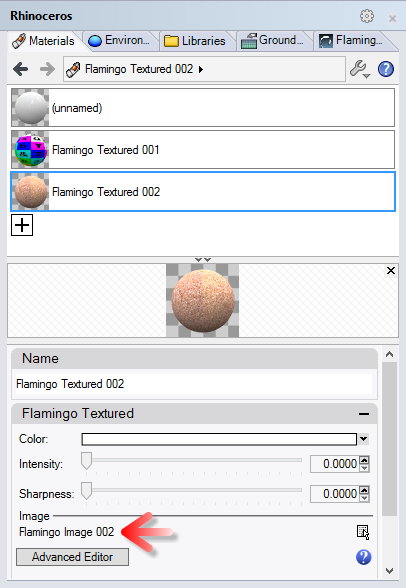 Rhinoceros
Materials Environ... Libraries Ground... Flaming...
Flamingo Textured 002
(unnamed)
Flamingo Textured 001
Flamingo Textured 002
Name
Flamingo Textured 002
Flamingo Textured
Color:
Intensity: 0.0000
Sharpness: 0.0000
Image
Flamingo Image 002
Advanced Editor